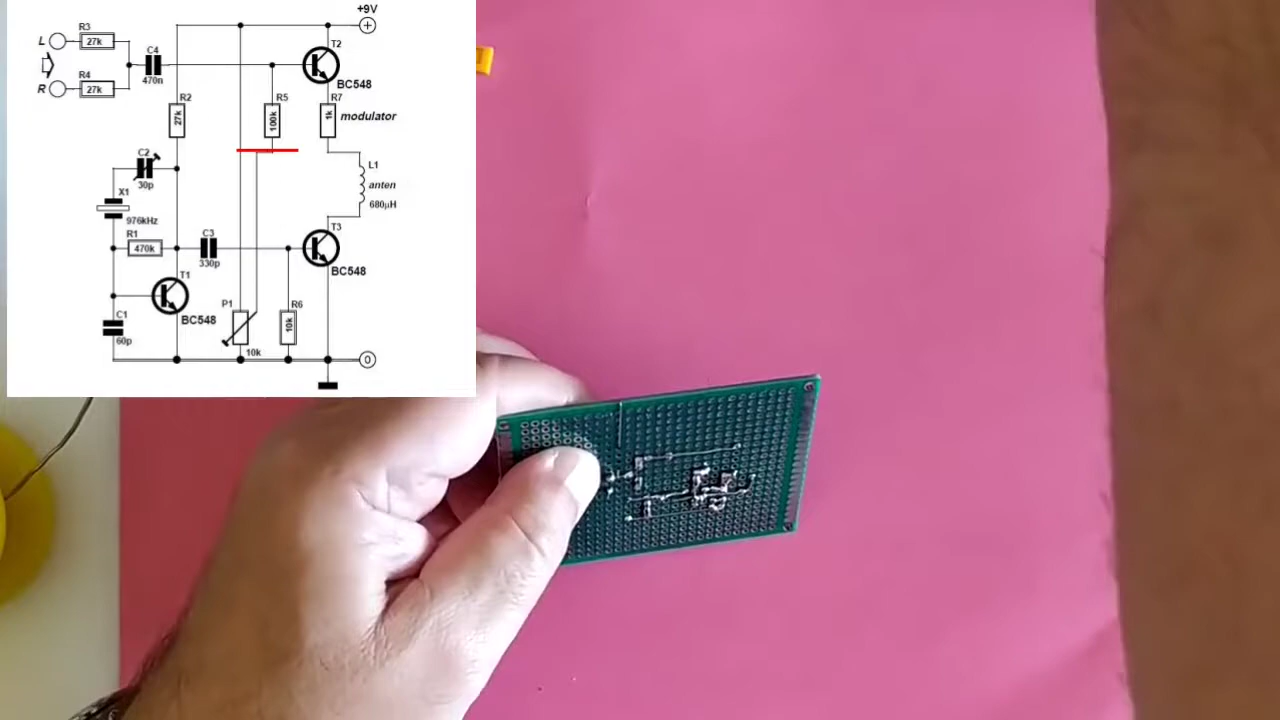 +9V
L
R3
27k
C4
470n
T2
BC548
R4
27k
R
R2
27k
R5
100k
R7
1k
modulator
C2
30p
X1
976kHz
L1
anten
680µH
R1
470k
C3
330p
T3
BC548
T1
BC548
P1
10k
R6
10k
C1
60p
0